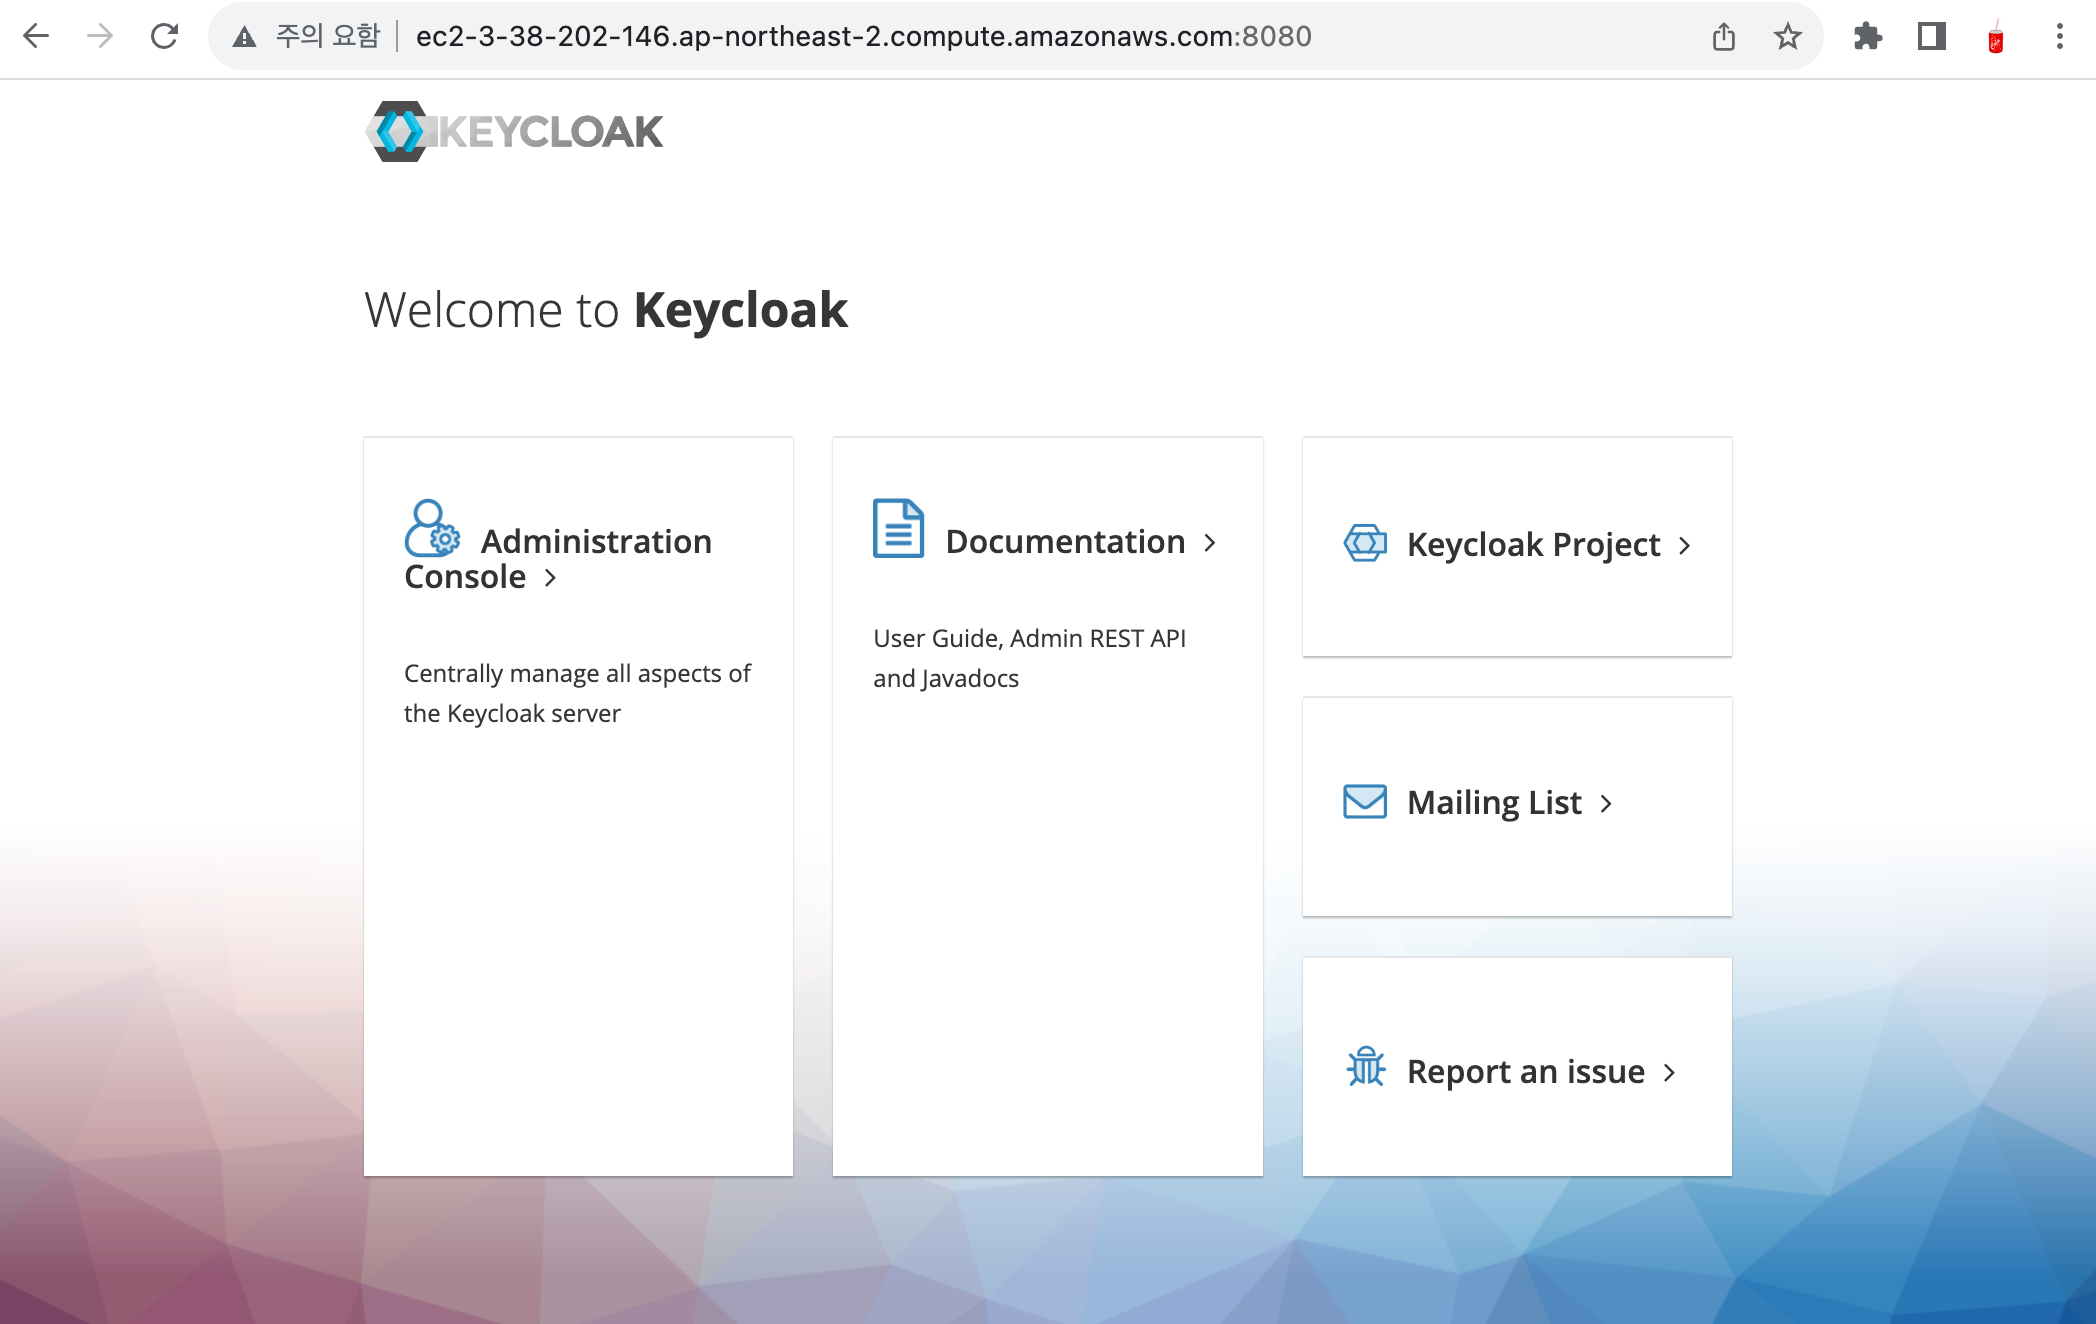 주의 요함
ec2-3-38-202-146.ap-northeast-2.compute.amazonaws.com:8080
KEYCLOAK
Welcome to Keycloak
Administration
Console
Centrally manage all aspects of
the Keycloak server
Documentation
User Guide, Admin REST API
and Javadocs
Keycloak Project
Mailing List
Report an issue